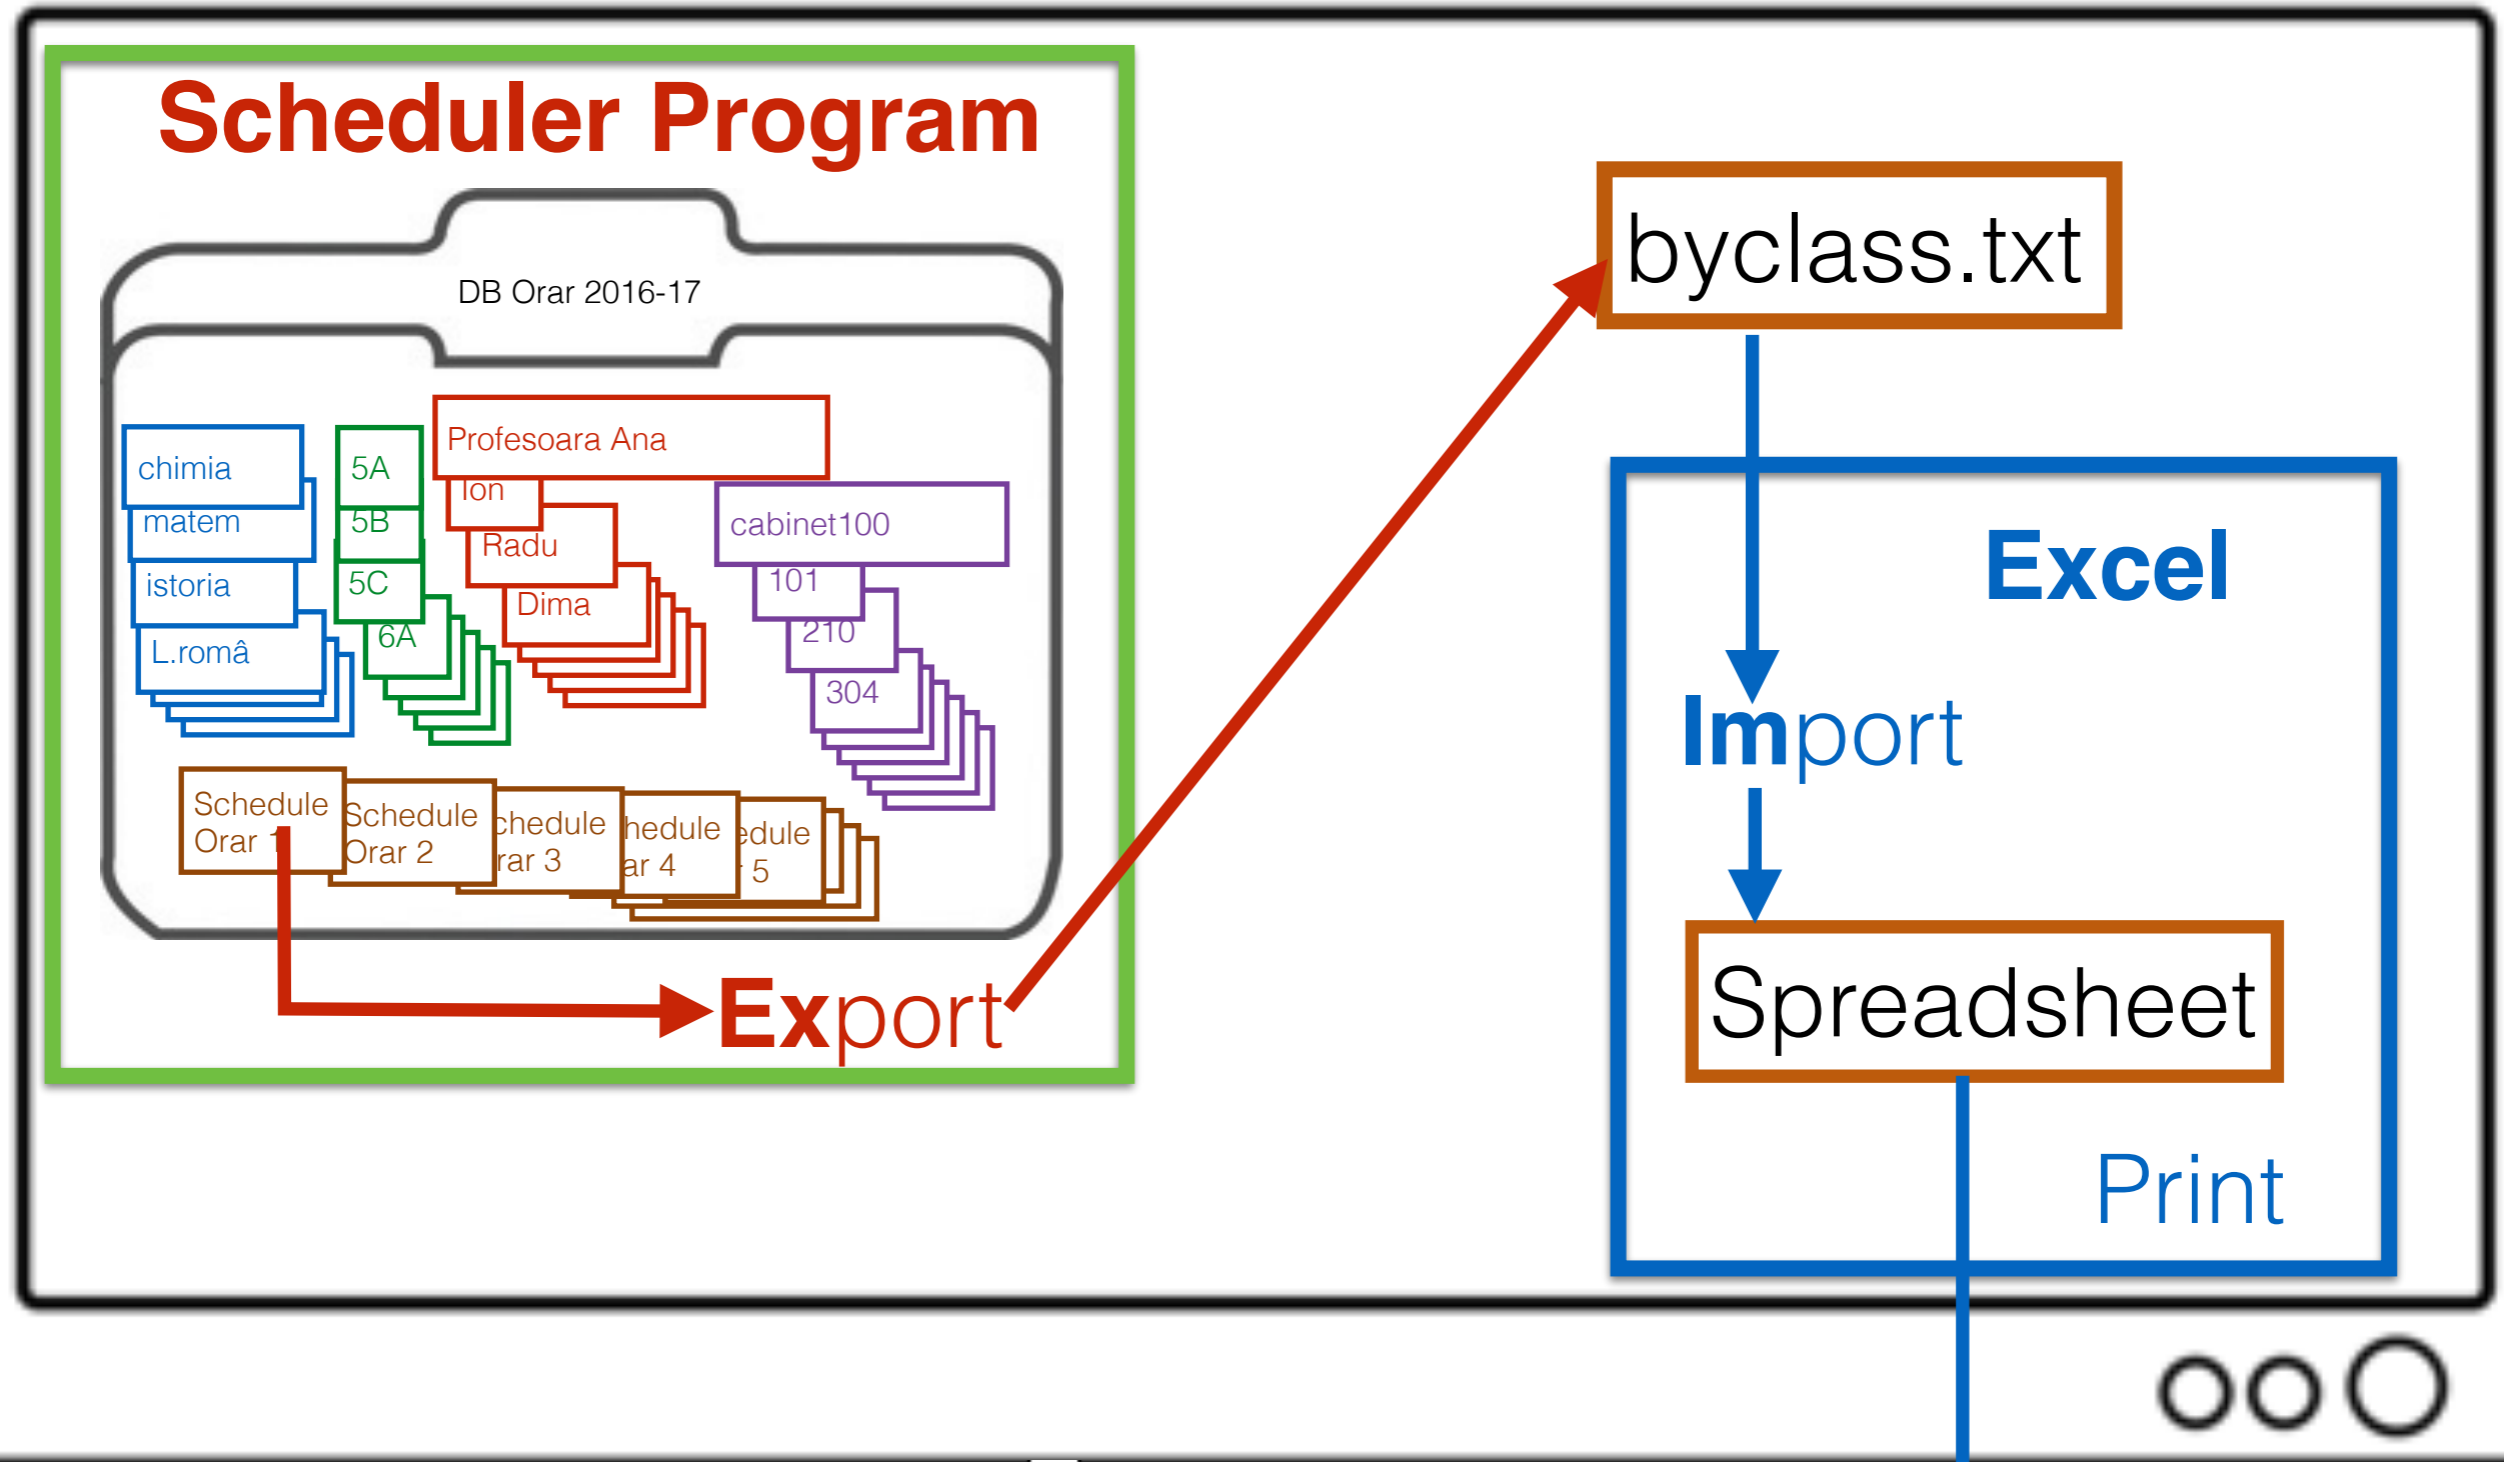 Scheduler Program
DB Orar 2016-17
chimia
matem
istoria
L.româ
5A
5B
5C
6A
Profesoara Ana
Ion
Radu
Dima
cabinet100
101
210
304
Schedule
Orar 1
Schedule
Orar 2
chedule
rar 3
hedule
ar 4
edule
5
Export
byclass.txt
Excel
Import
Spreadsheet
Print